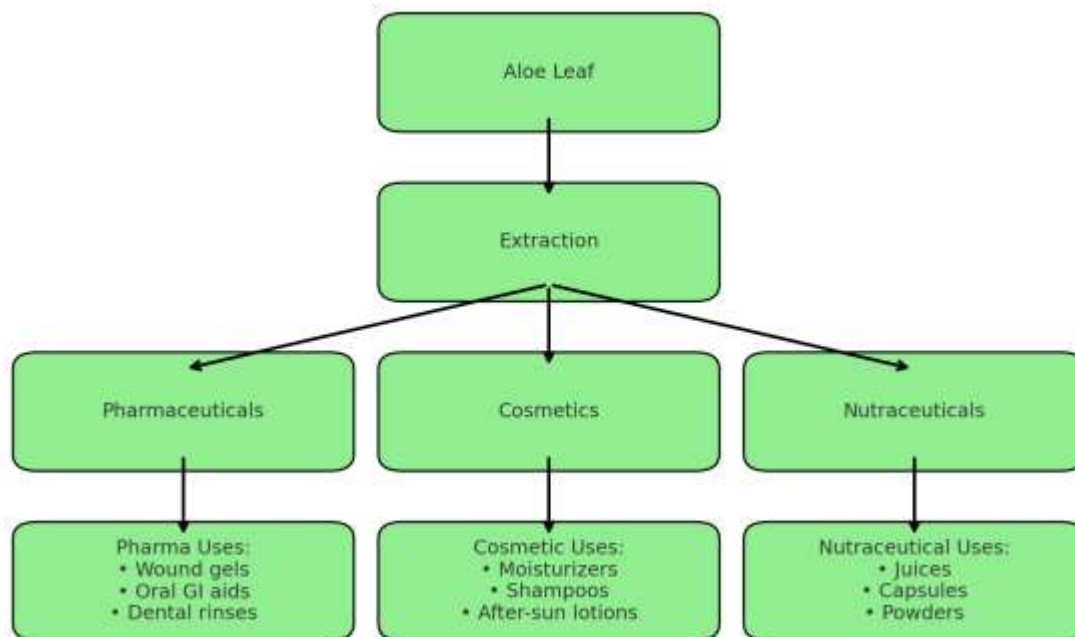 Aloe Leaf
Extraction
Pharmaceuticals
Cosmetics
Nutraceuticals
Pharma Uses:
• Wound gels
• Oral GI aids
• Dental rinses
Cosmetic Uses:
• Moisturizers
• Shampoos
• After-sun lotions
Nutraceutical Uses:
• Juices
• Capsules
• Powders